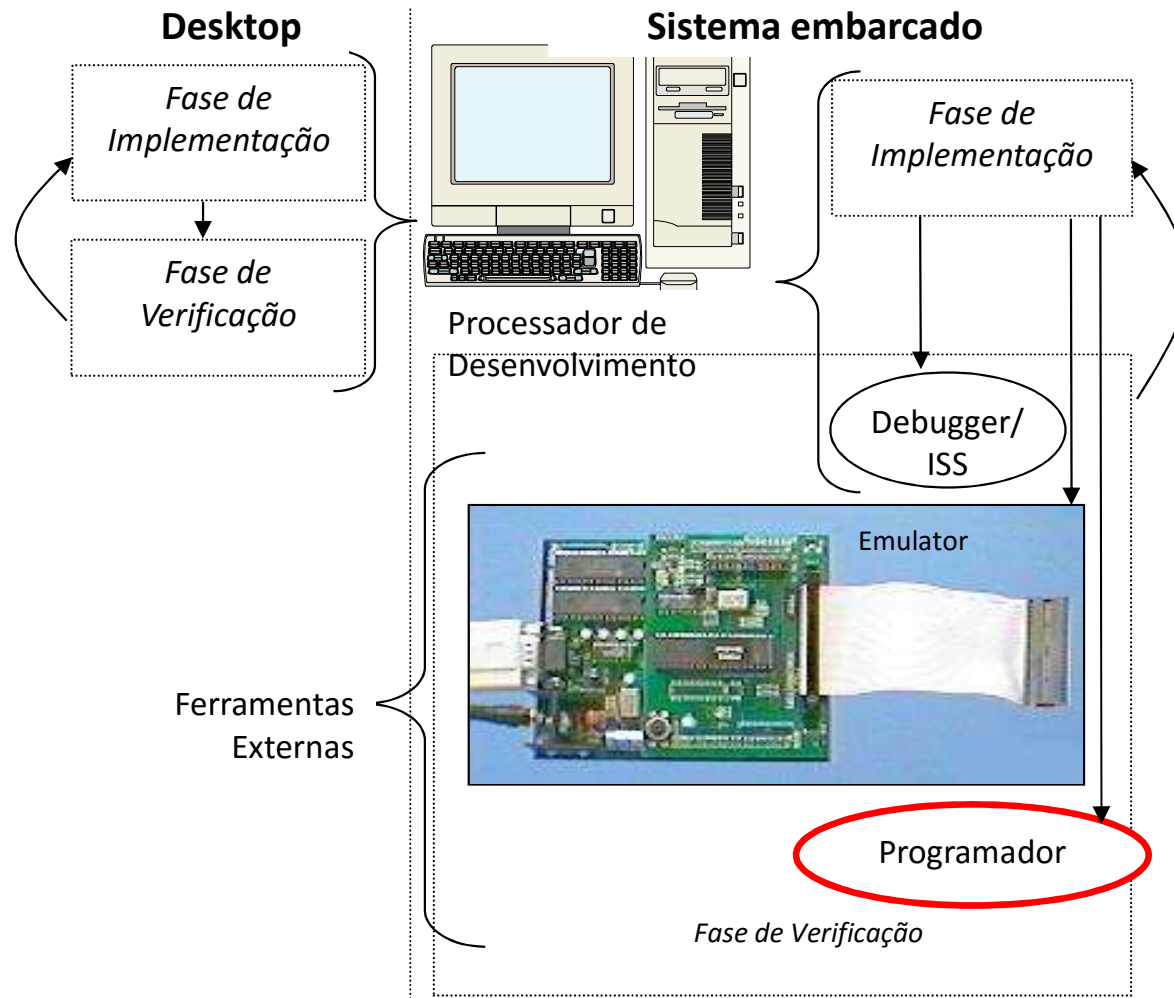 Desktop
Sistema embarcado
Fase de
Implementação
Fase de
Verificação
Fase de
Implementação
Processador de
Desenvolvimento
Debugger/
ISS
Emulator
Ferramentas
Externas
Programador
Fase de Verificação